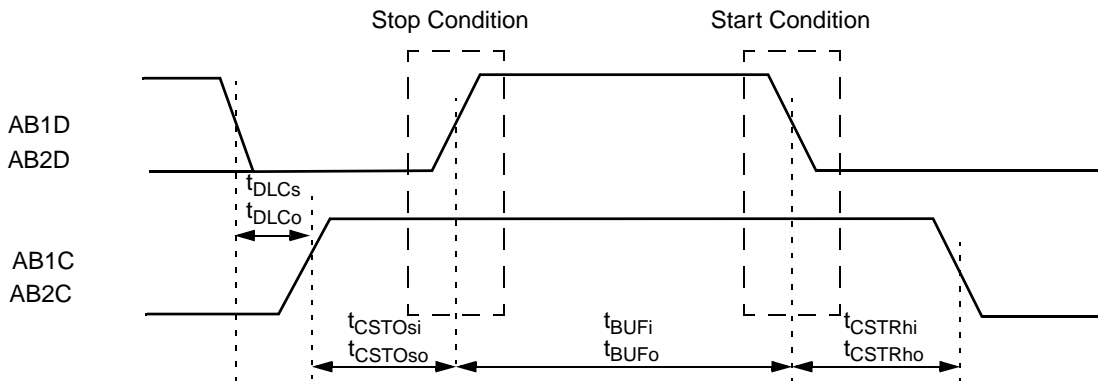 Stop Condition
Start Condition
AB1D
AB2D
tDLCs
tDLCo
AB1C
AB2C
tCSTOsi
tCSTOso
tBUFi
tBUFo
tCSTRhi
tCSTRho